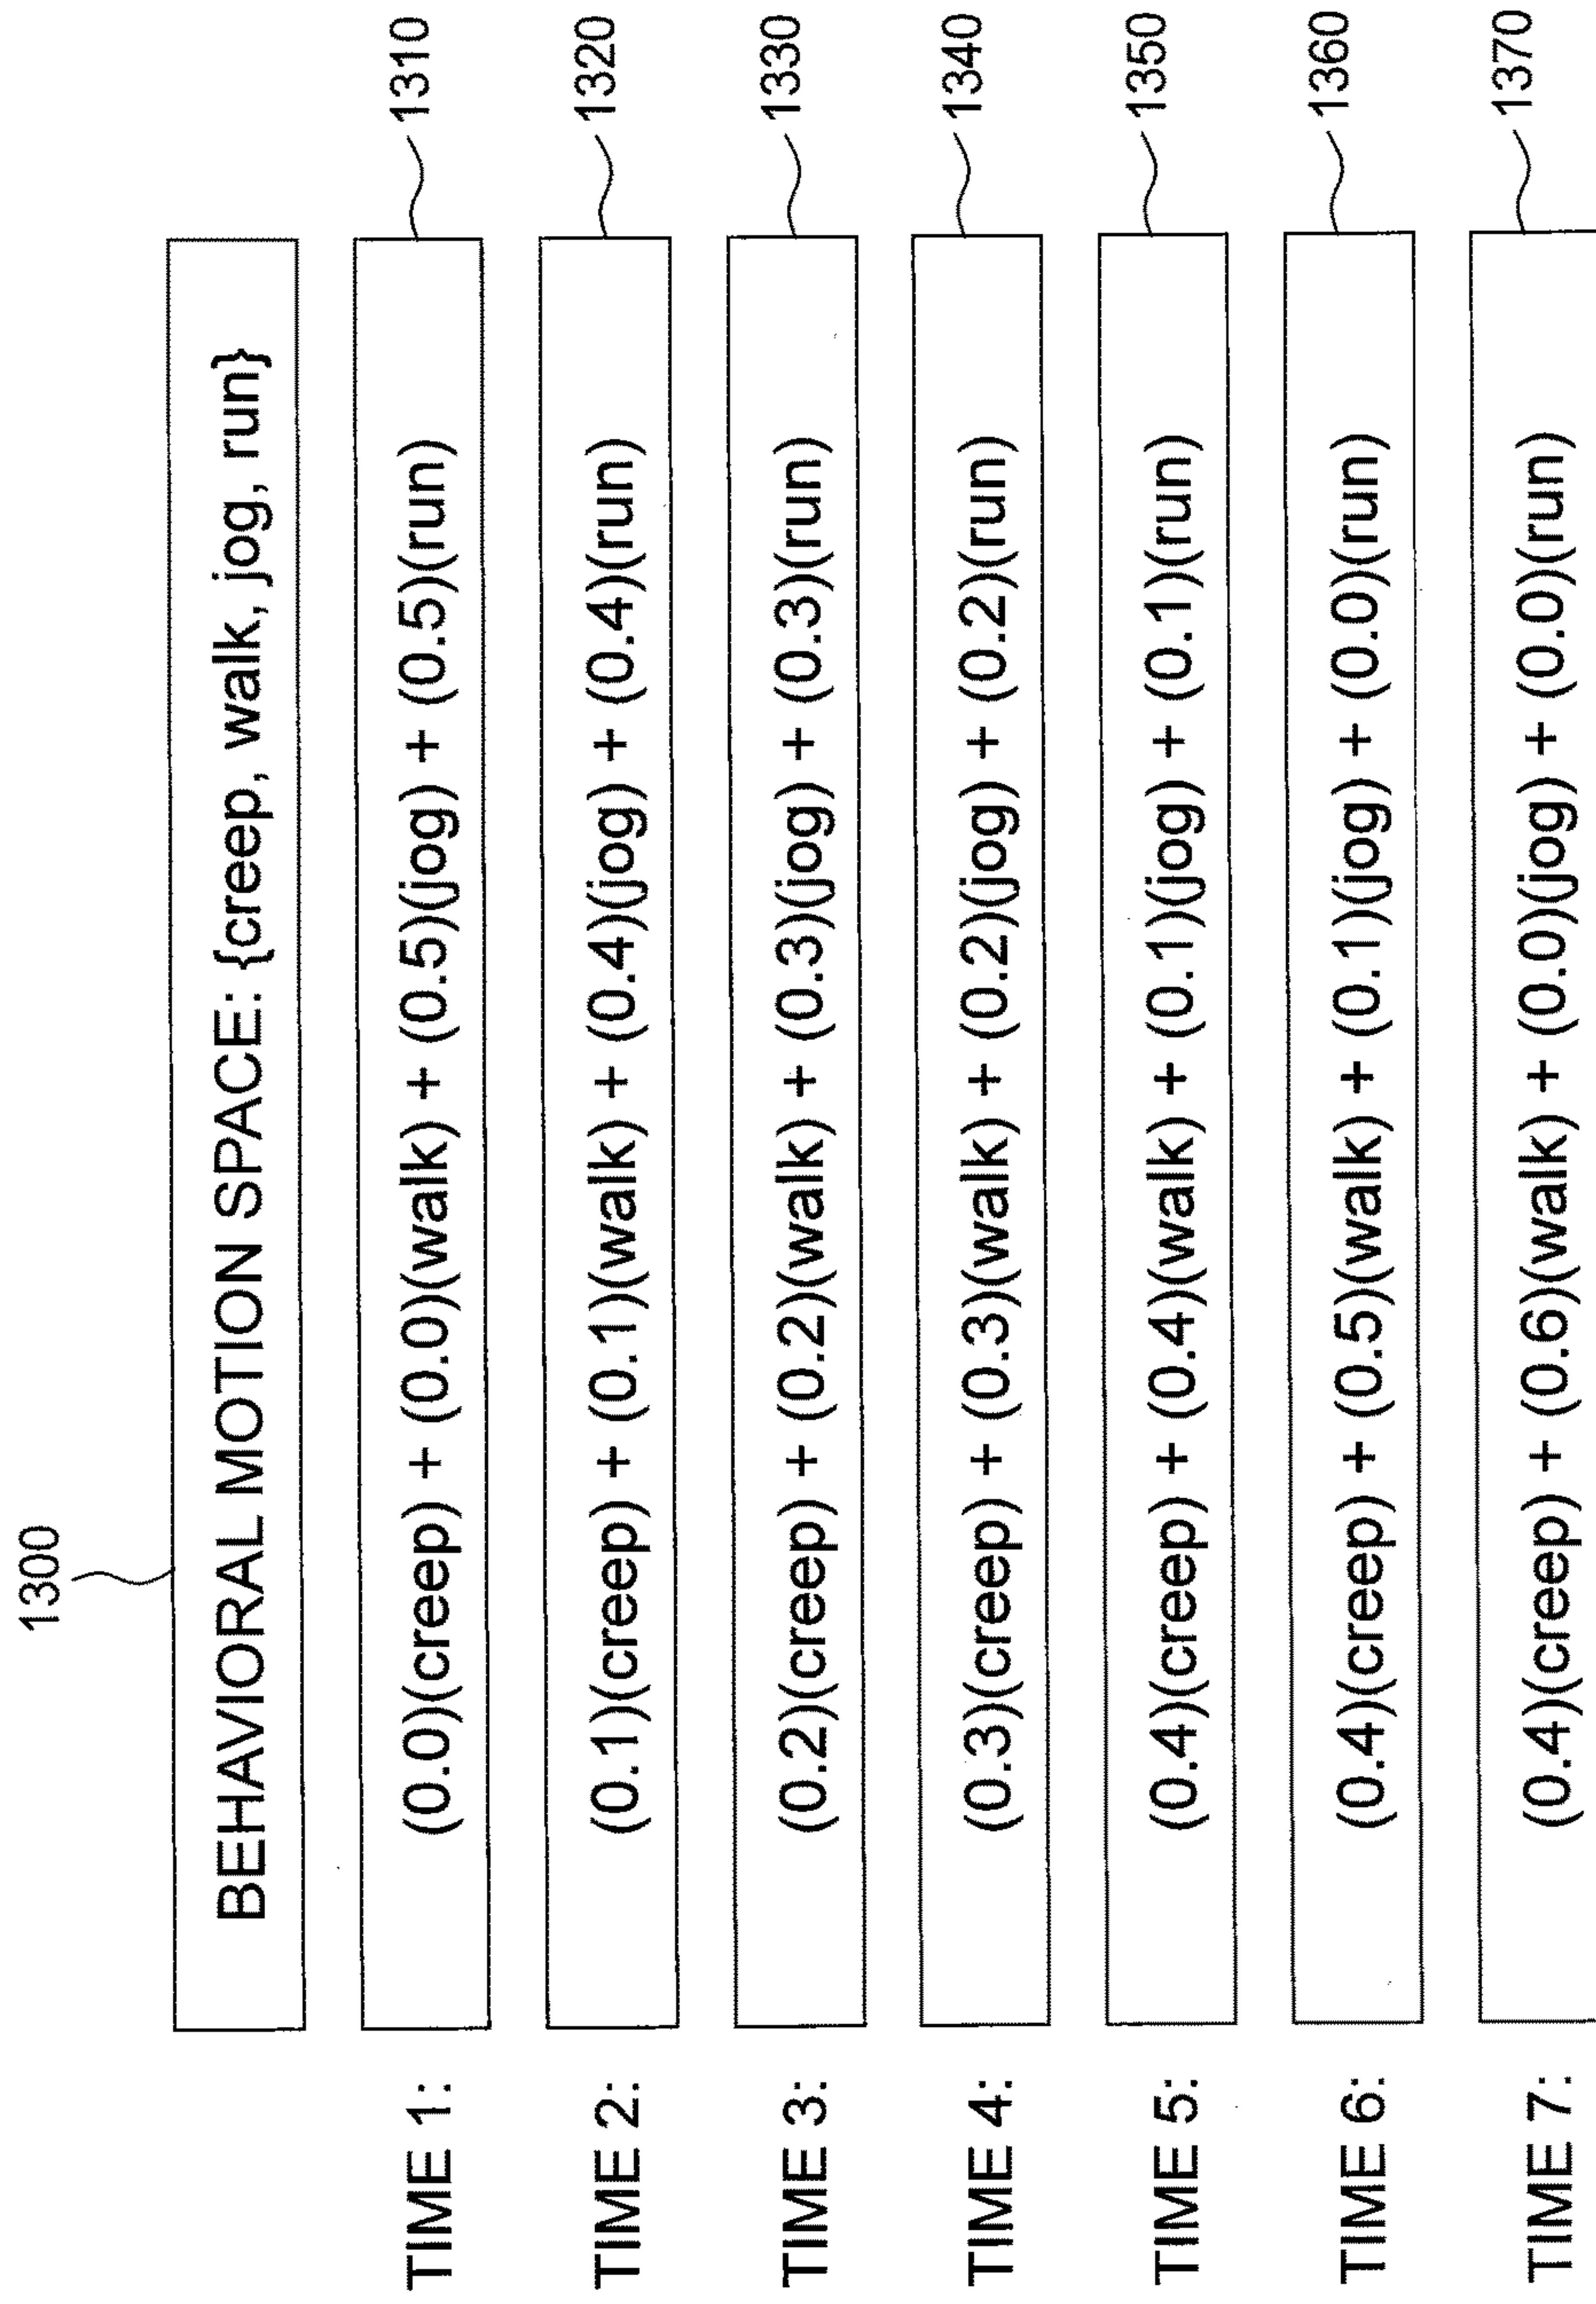 1300
BEHAVIORAL MOTION SPACE: {creep, walk, jog, run}
TIME 1: (0.0)(creep) + (0.0)(walk) + (0.5)(jog) + (0.5)(run) 1310
TIME 2: (0.1)(creep) + (0.1)(walk) + (0.4)(jog) + (0.4)(run) 1320
TIME 3: (0.2)(creep) + (0.2)(walk) + (0.3)(jog) + (0.3)(run) 1330
TIME 4: (0.3)(creep) + (0.3)(walk) + (0.2)(jog) + (0.2)(run) 1340
TIME 5: (0.4)(creep) + (0.4)(walk) + (0.1)(jog) + (0.1)(run) 1350
TIME 6: (0.4)(creep) + (0.5)(walk) + (0.1)(jog) + (0.0)(run) 1360
TIME 7: (0.4)(creep) + (0.6)(walk) + (0.0)(jog) + (0.0)(run) 1370